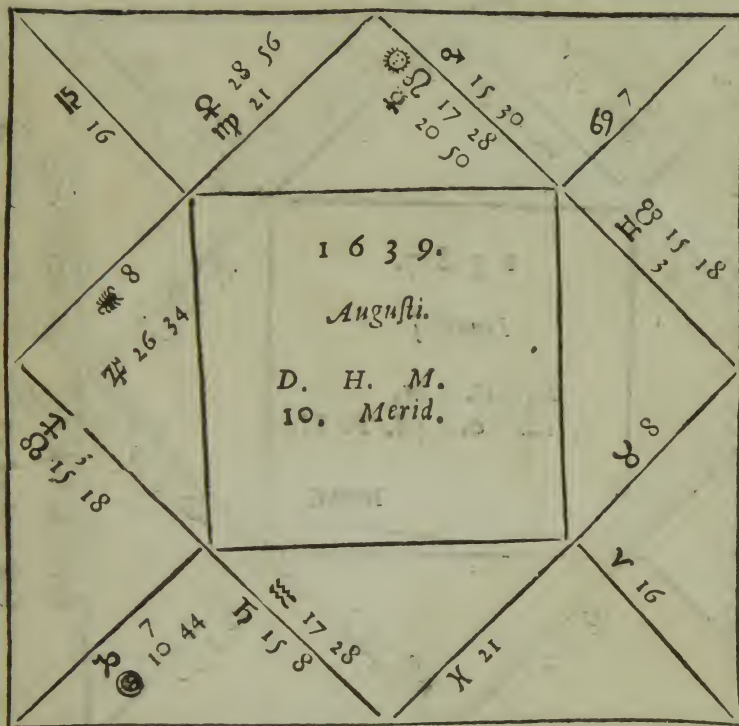 ♀ 28 56
♍ 21
♂ 15 30
☉ ♌ 17 28
☿ 20 50
♎ 16
♋ 7
☋ 15 18
♊ 3
1 6 3 9.
Auguſti.
D. H. M.
10. Merid.
♏ 8
♃ 26 34
♐ 3
☊ 15 18
♉ 8
♑ 7
⊗ 10 44
♒ 17 28
♄ 15 8
♓ 21
♈ 16